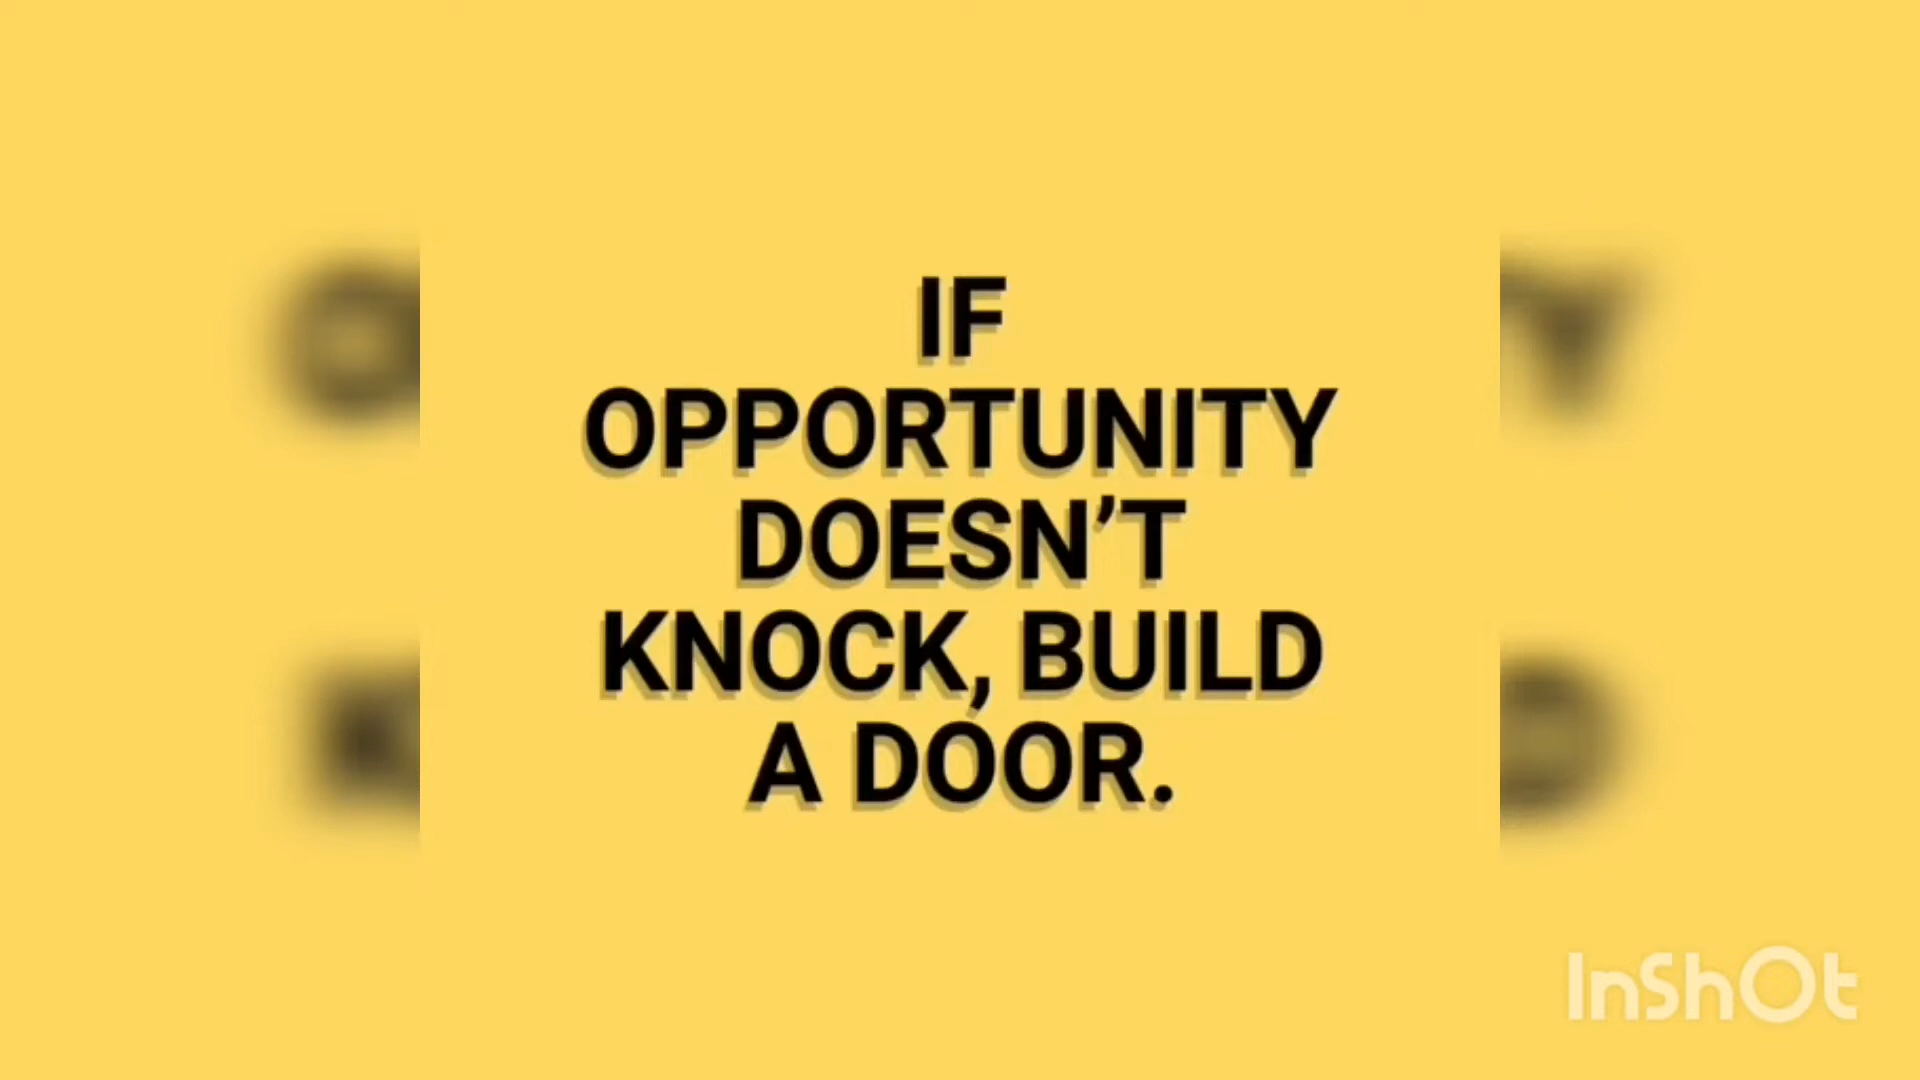 IF
OPPORTUNITY
DOESN’T
KNOCK, BUILD
A DOOR.
InShOt